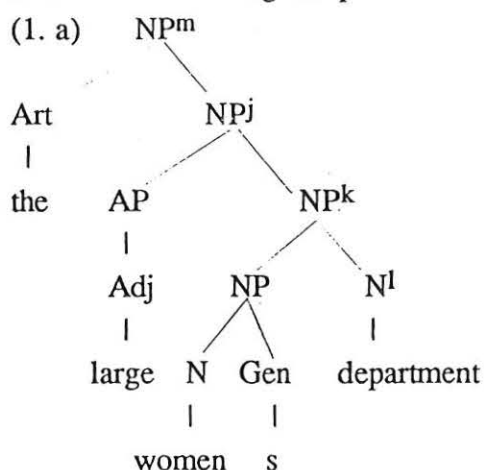 (1. a) NPm
Art NPj
the AP NPk
Adj NP Nl
large N Gen department
women s